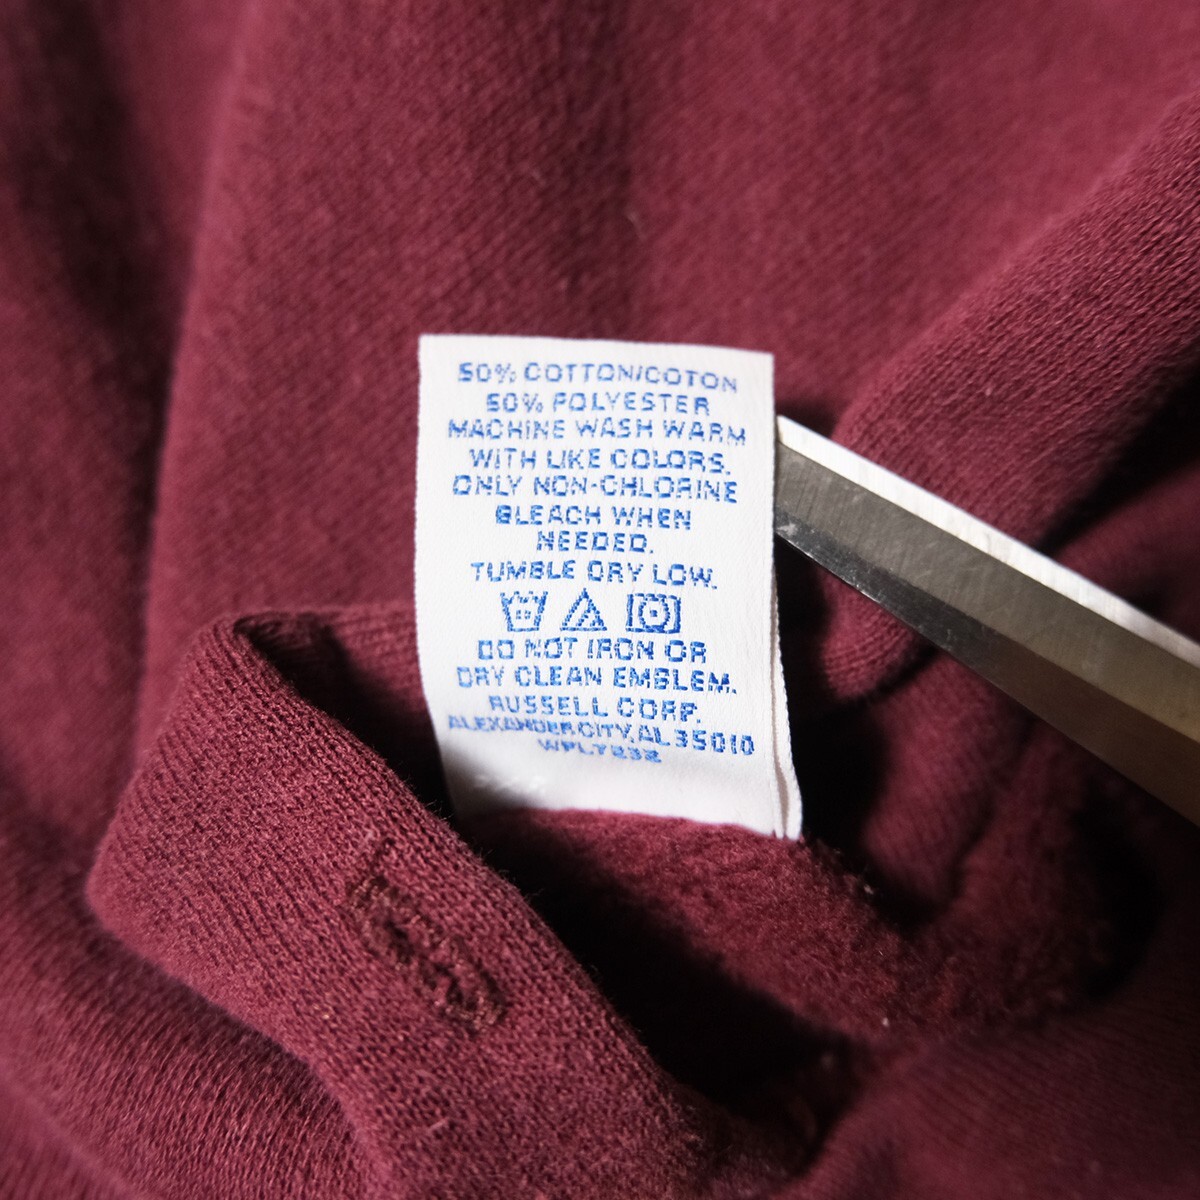 50% COTTON/COTON
50% POLYESTER
MACHINE WASH WARM
WITH LIKE COLORS.
ONLY NON-CHLORINE
BLEACH WHEN
NEEDED.
TUMBLE DRY LOW.
DO NOT IRON OR
DRY CLEAN EMBLEM.
RUSSELL CORP.
ALEXANDER CITY, AL 35010